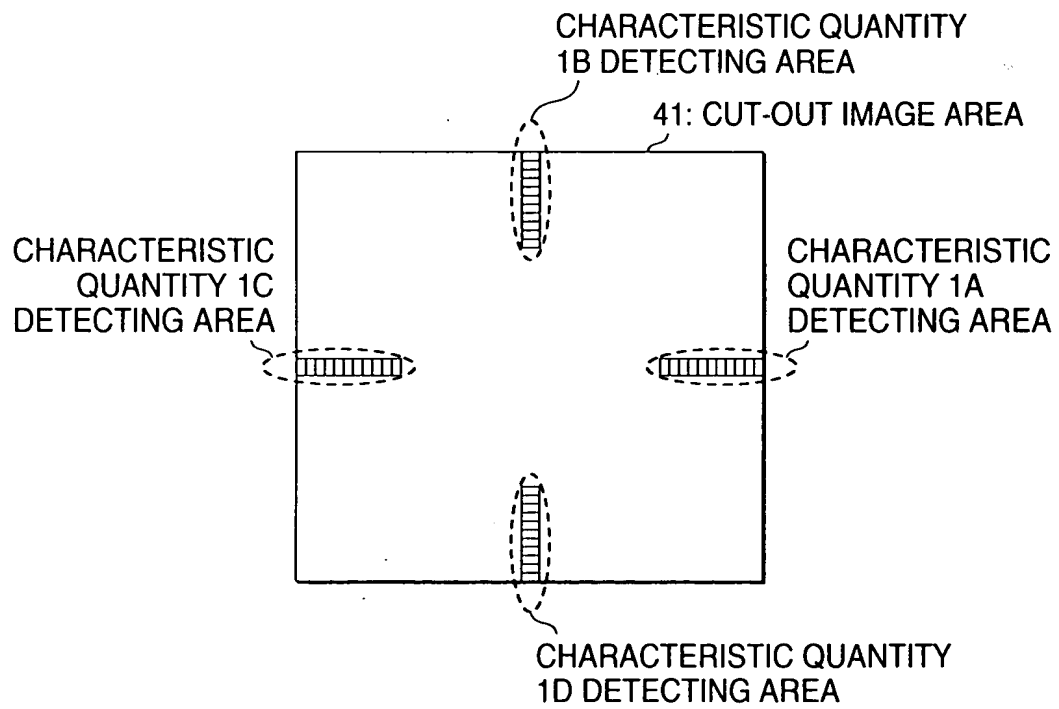 CHARACTERISTIC QUANTITY
1B DETECTING AREA
41: CUT-OUT IMAGE AREA
CHARACTERISTIC
QUANTITY 1C
DETECTING AREA
CHARACTERISTIC
QUANTITY 1A
DETECTING AREA
CHARACTERISTIC QUANTITY
1D DETECTING AREA